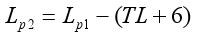 L_{p2} = L_{p1} − (TL + 6)